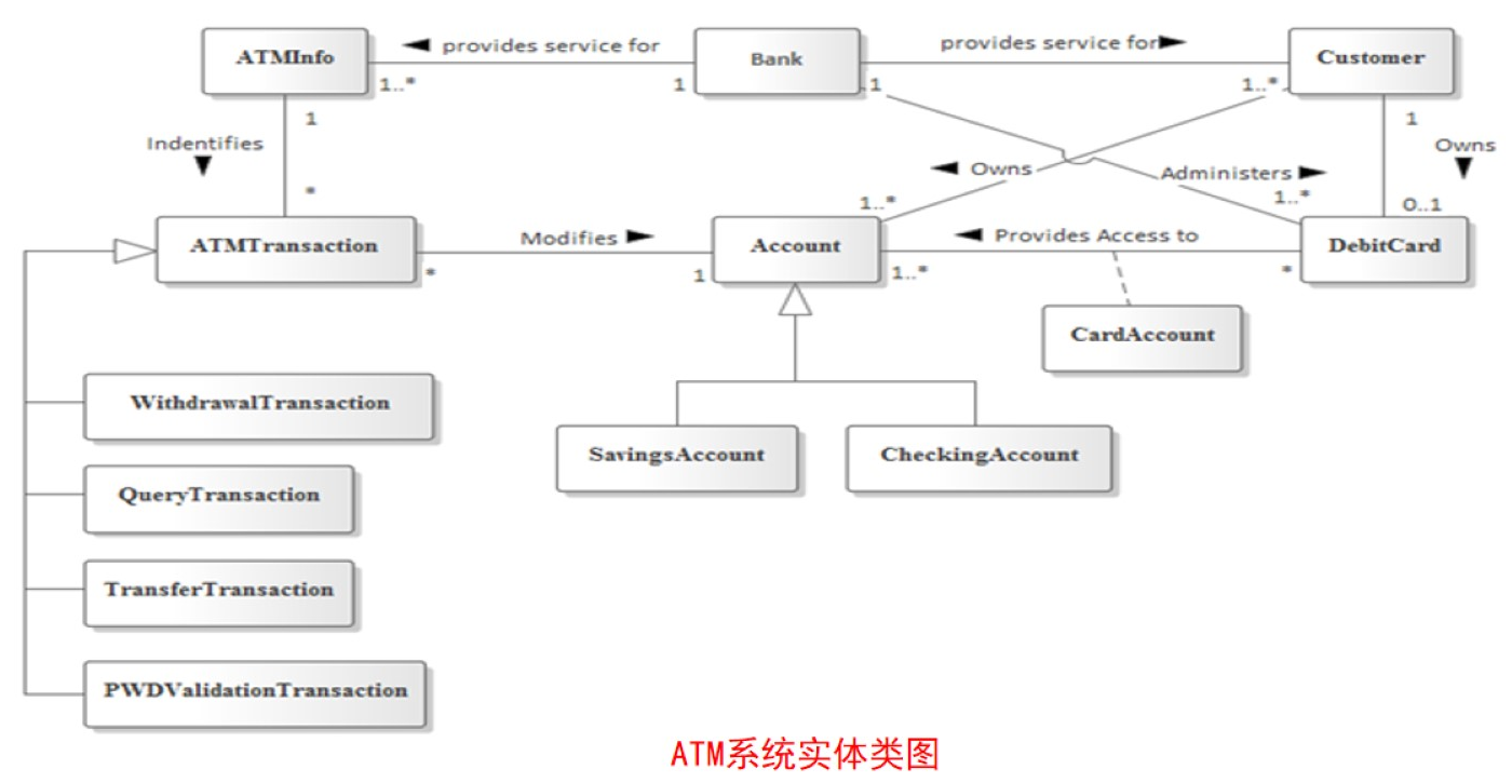 ATMInfo
provides service for
Bank
provides service for
Customer
1..*
1
1
1..*
1
1
Indentifies
Owns
*
Owns
Administers
1..*
1..*
0..1
ATMTransaction
Modifies
Account
Provides Access to
DebitCard
*
1
1..*
*
CardAccount
WithdrawalTransaction
SavingsAccount
CheckingAccount
QueryTransaction
TransferTransaction
PWDValidationTransaction
ATM系统实体类图